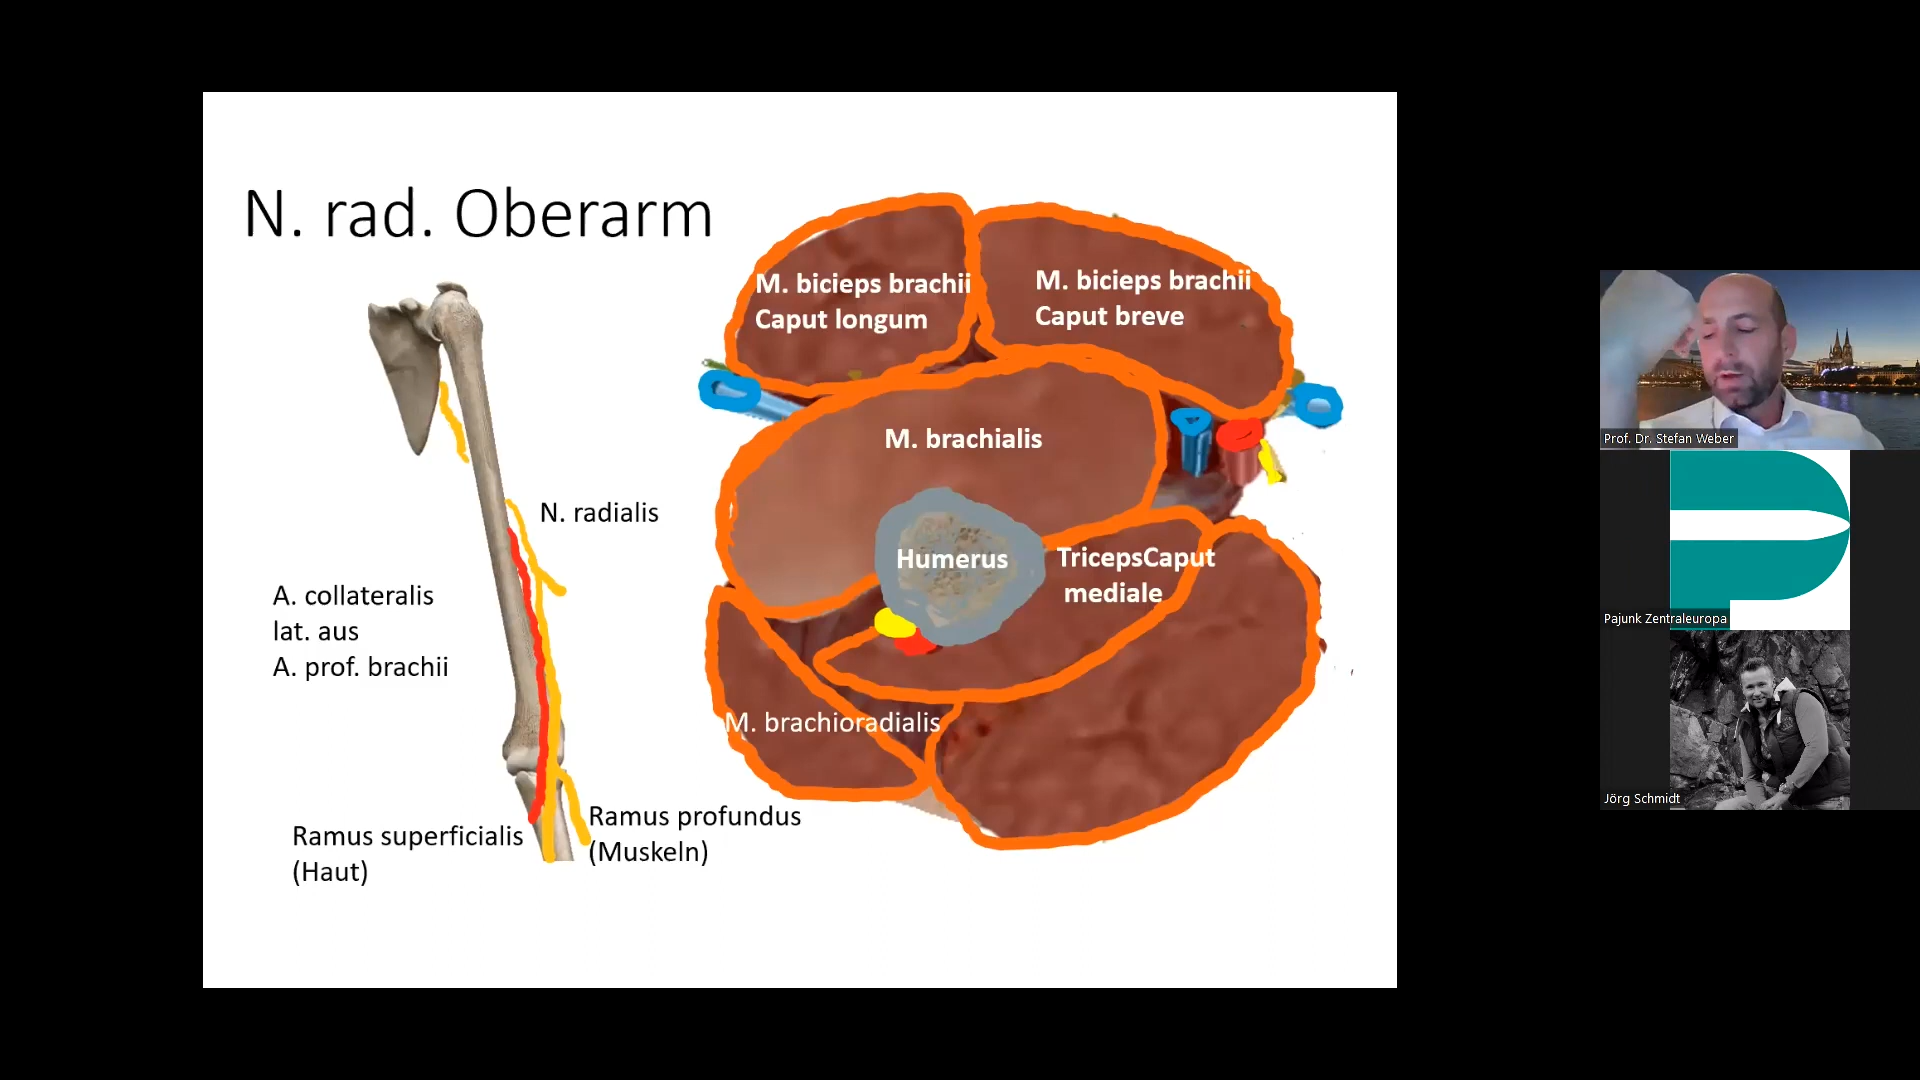 N. rad. Oberarm
M. bicieps brachii
Caput longum
M. biciceps brachii
Caput breve
M. brachialis
Humerus
TricepsCaput
mediale
M. brachioradialis
N. radialis
A. collateralis
lat. aus
A. prof. brachii
Ramus superficialis
(Haut)
Ramus profundus
(Muskeln)
Prof. Dr. Stefan Weber
Pajunk Zentraleuropa
Jörg Schmidt